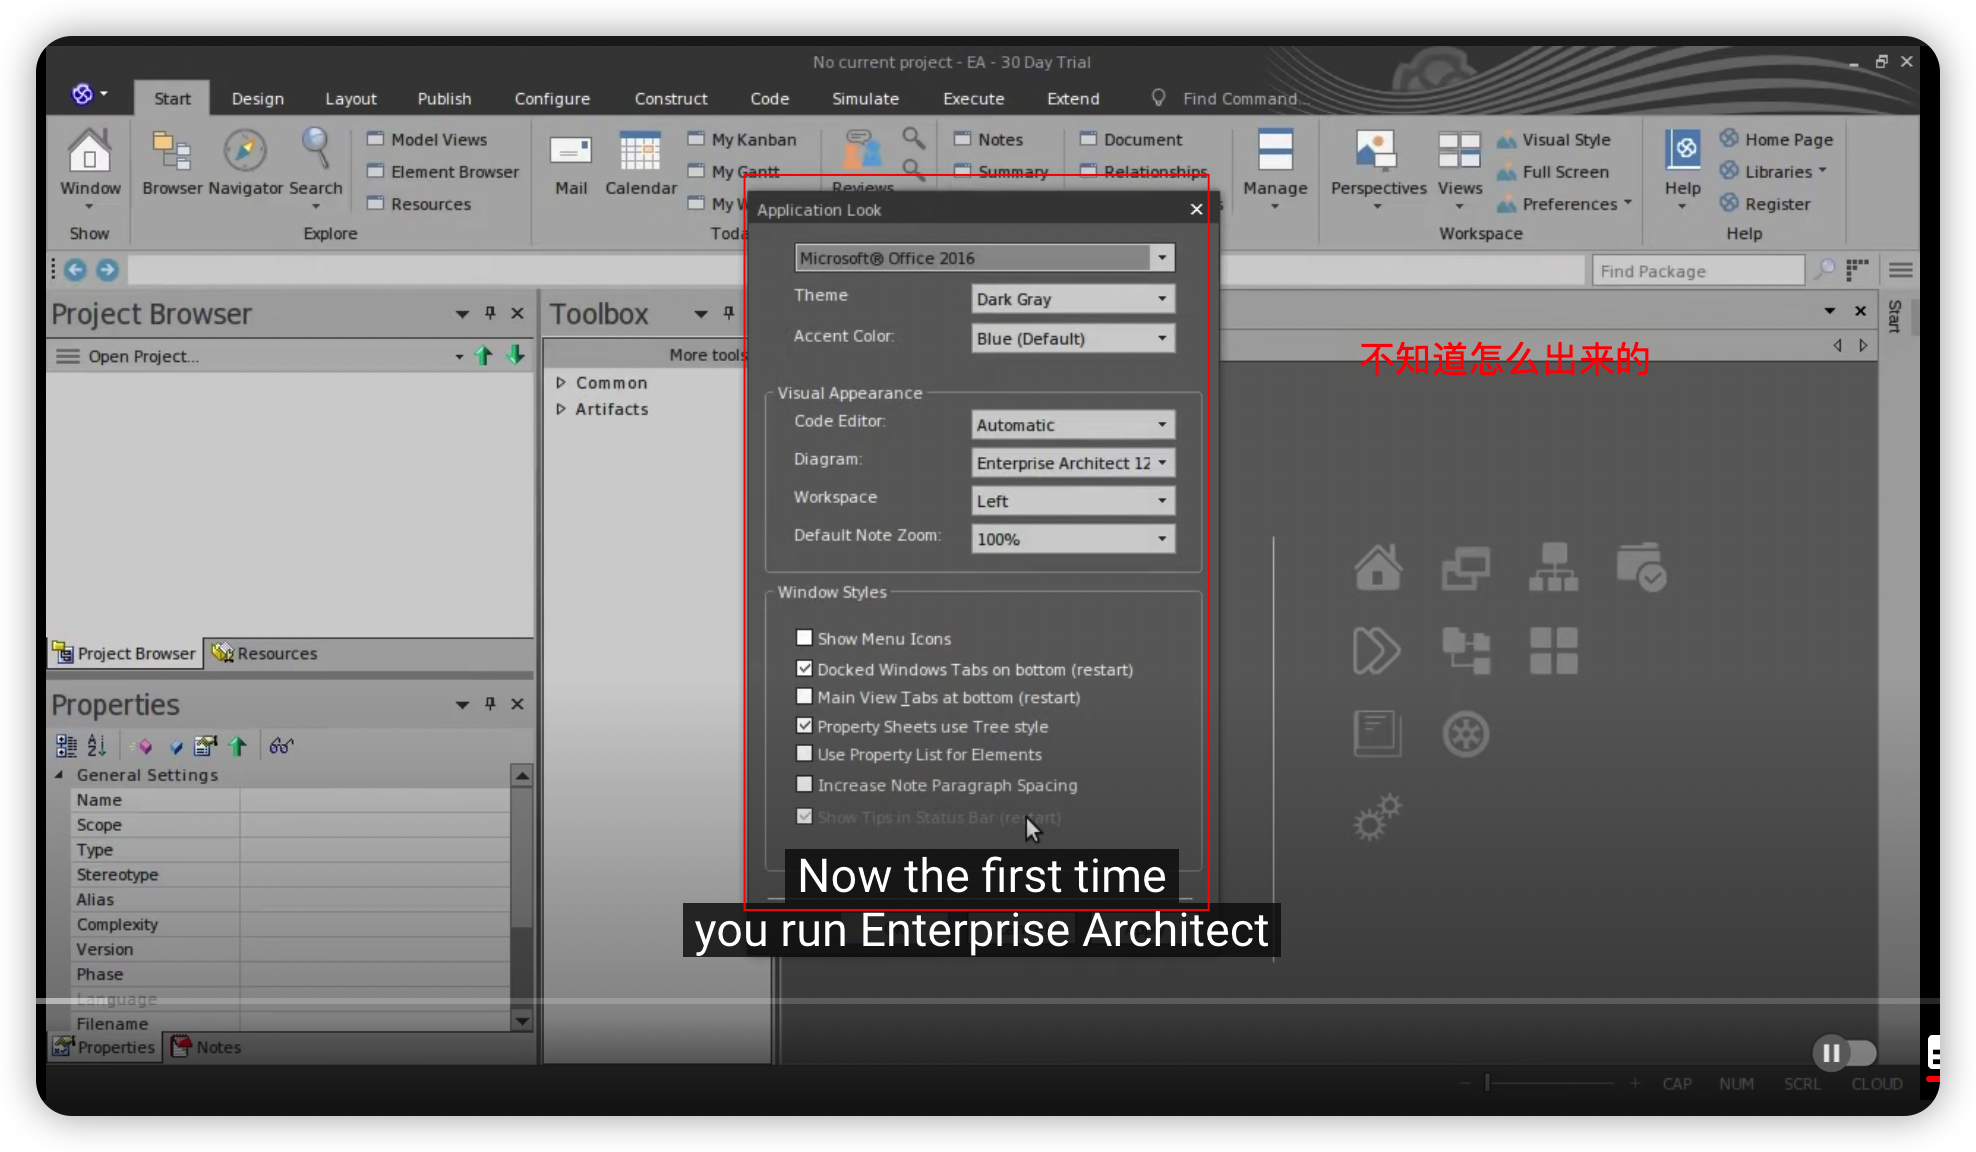 No current project - EA - 30 Day Trial
Start Design Layout Publish Configure Construct Code Simulate Execute Extend Find Command...
Model Views My Kanban Notes Document Visual Style Home Page
Element Browser My Gantt Summary Relationships Full Screen Libraries
Window Browser Navigator Search Mail Calendar Reviews Manage Perspectives Views Help
Resources My Preferences Register
Show Explore Workspace Help
Find Package
Project Browser
Open Project...
Project Browser Resources
Properties
General Settings
Name
Scope
Type
Stereotype
Alias
Complexity
Version
Phase
Language
Filename
Properties Notes
Toolbox
More tools
Common
Artifacts
Application Look
Microsoft® Office 2016
Theme Dark Gray
Accent Color: Blue (Default)
Visual Appearance
Code Editor: Automatic
Diagram: Enterprise Architect 12
Workspace Left
Default Note Zoom: 100%
Window Styles
Show Menu Icons
Docked Windows Tabs on bottom (restart)
Main View Tabs at bottom (restart)
Property Sheets use Tree style
Use Property List for Elements
Increase Note Paragraph Spacing
Show Tips in Status Bar (restart)
Now the first time
you run Enterprise Architect
不知道怎么出来的
Start
CAP NUM SCRL CLOUD